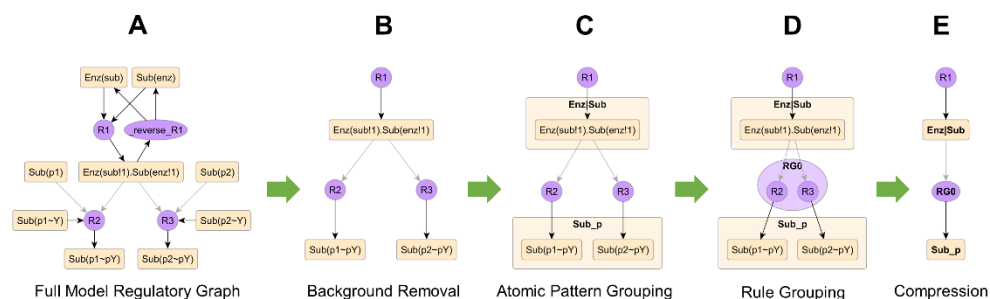 A
Enz(sub)
Sub(enz)
R1
_reverse_R1
Sub(p1)
Enz(sub!1).Sub(enz!1)
Sub(p2)
Sub(p1~Y)
R2
R3
Sub(p2~Y)
Sub(p1~pY)
Sub(p2~pY)
Full Model Regulatory Graph
B
R1
Enz(sub!1).Sub(enz!1)
R2
R3
Sub(p1~pY)
Sub(p2~pY)
Background Removal
C
R1
Enz|Sub
Enz(sub!1).Sub(enz!1)
R2
R3
Sub_p
Sub(p1~pY)
Sub(p2~pY)
Atomic Pattern Grouping
D
R1
Enz|Sub
Enz(sub!1).Sub(enz!1)
RG0
R2
R3
Sub_p
Sub(p1~pY)
Sub(p2~pY)
Rule Grouping
E
R1
Enz|Sub
RG0
Sub_p
Compression